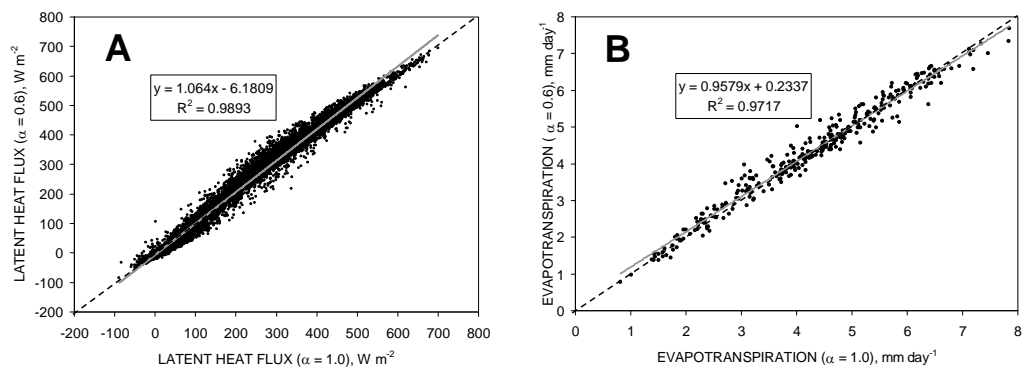 A
y = 1.064x - 6.1809
R² = 0.9893
LATENT HEAT FLUX (α = 0.6), W m⁻²
800
700
600
500
400
300
200
100
0
-100
-200
-200 -100 0 100 200 300 400 500 600 700 800
LATENT HEAT FLUX (α = 1.0), W m⁻²
B
y = 0.9579x + 0.2337
R² = 0.9717
EVAPOTRANSPIRATION ( α = 0.6), mm day⁻¹
8
7
6
5
4
3
2
1
0
0 1 2 3 4 5 6 7 8
EVAPOTRANSPIRATION (α = 1.0), mm day⁻¹